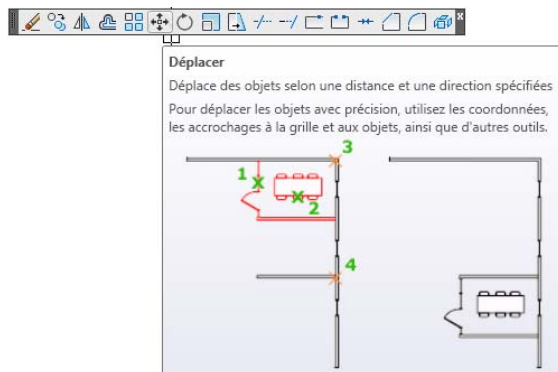 Déplacer
Déplace des objets selon une distance et une direction spécifiées
Pour déplacer les objets avec précision, utilisez les coordonnées,
les accrochages à la grille et aux objets, ainsi que d'autres outils.
3
1
2
4